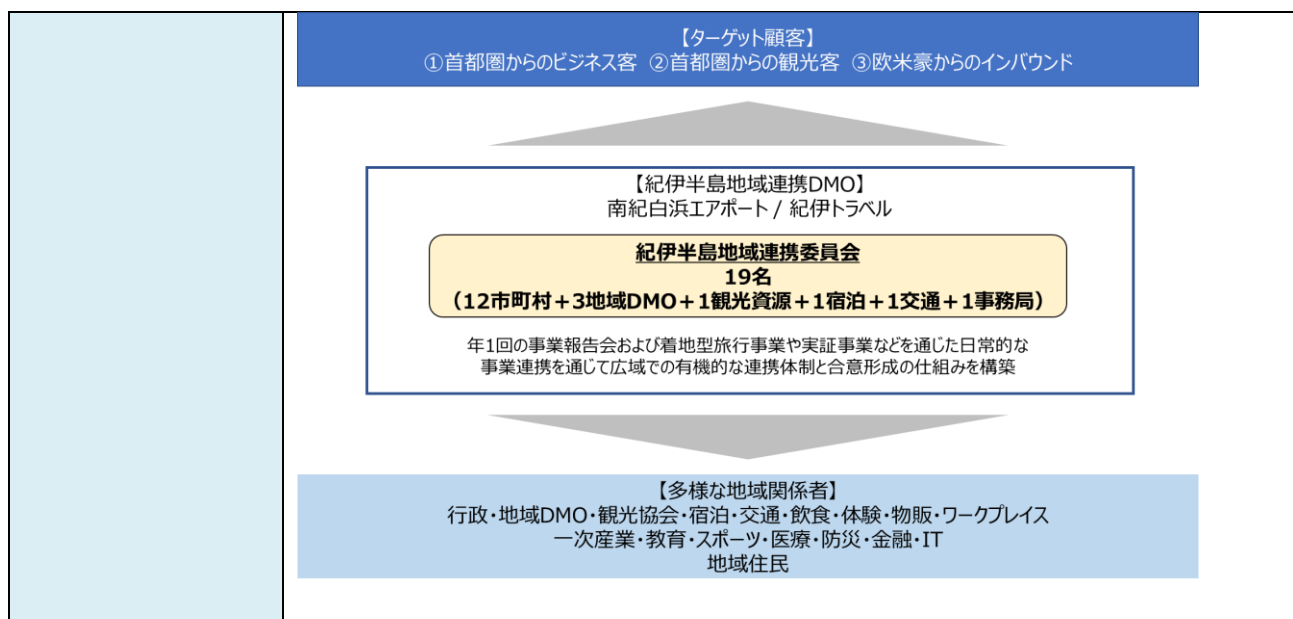 【ターゲット顧客】
①首都圏からのビジネス客 ②首都圏からの観光客 ③欧米豪からのインバウンド
【紀伊半島地域連携DMO】
南紀白浜エアポート / 紀伊トラベル
紀伊半島地域連携委員会
19名
（12市町村＋3地域DMO＋1観光資源＋1宿泊＋1交通＋1事務局）
年1回の事業報告会および着地型旅行事業や実証事業などを通じた日常的な
事業連携を通じて広域での有機的な連携体制と合意形成の仕組みを構築
【多様な地域関係者】
行政・地域DMO・観光協会・宿泊・交通・飲食・体験・物販・ワークプレイス
一次産業・教育・スポーツ・医療・防災・金融・IT
地域住民